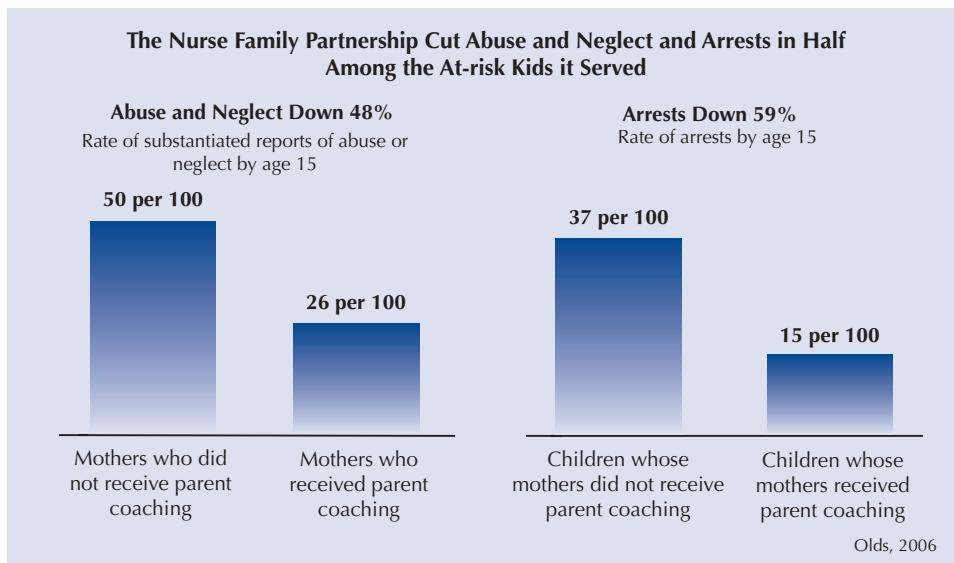 The Nurse Family Partnership Cut Abuse and Neglect and Arrests in Half
Among the At-risk Kids it Served
Abuse and Neglect Down 48%
Rate of substantiated reports of abuse or
neglect by age 15
50 per 100
26 per 100
Mothers who did
not receive parent
coaching
Mothers who
received parent
coaching
Arrests Down 59%
Rate of arrests by age 15
37 per 100
15 per 100
Children whose
mothers did not receive
parent coaching
Children whose
mothers received
parent coaching
Olds, 2006